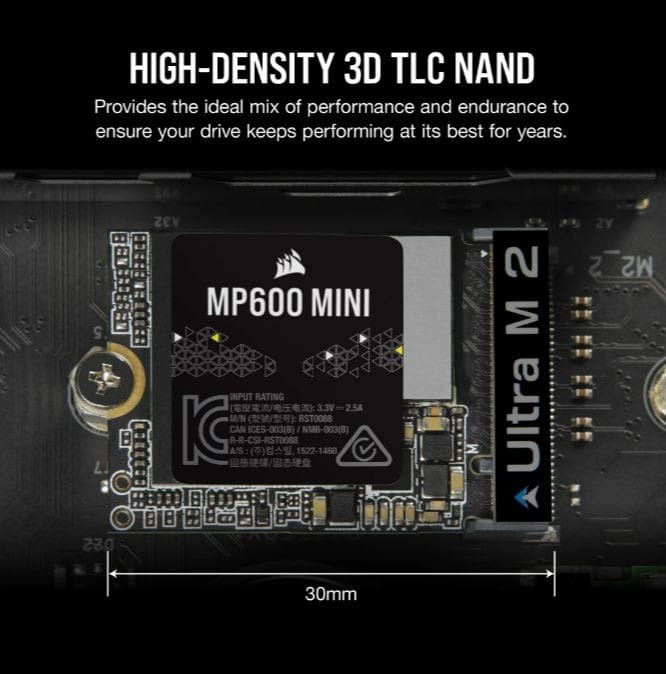 HIGH-DENSITY 3D TLC NAND
Provides the ideal mix of performance and endurance to
ensure your drive keeps performing at its best for years.
A32
A2
M2_2
MP600 MINI
Ultra M 2
INPUT RATING
(電壓電流/电压电流): 3.3V⎓2.5A
M/N (型號/型号): RST0088
CAN ICES-003(B) / NMB-003(B)
R-R-CSI-RST0088
A/S : (주)컴스빌, 1522-1460
固態硬碟/固态硬盘
M
30mm